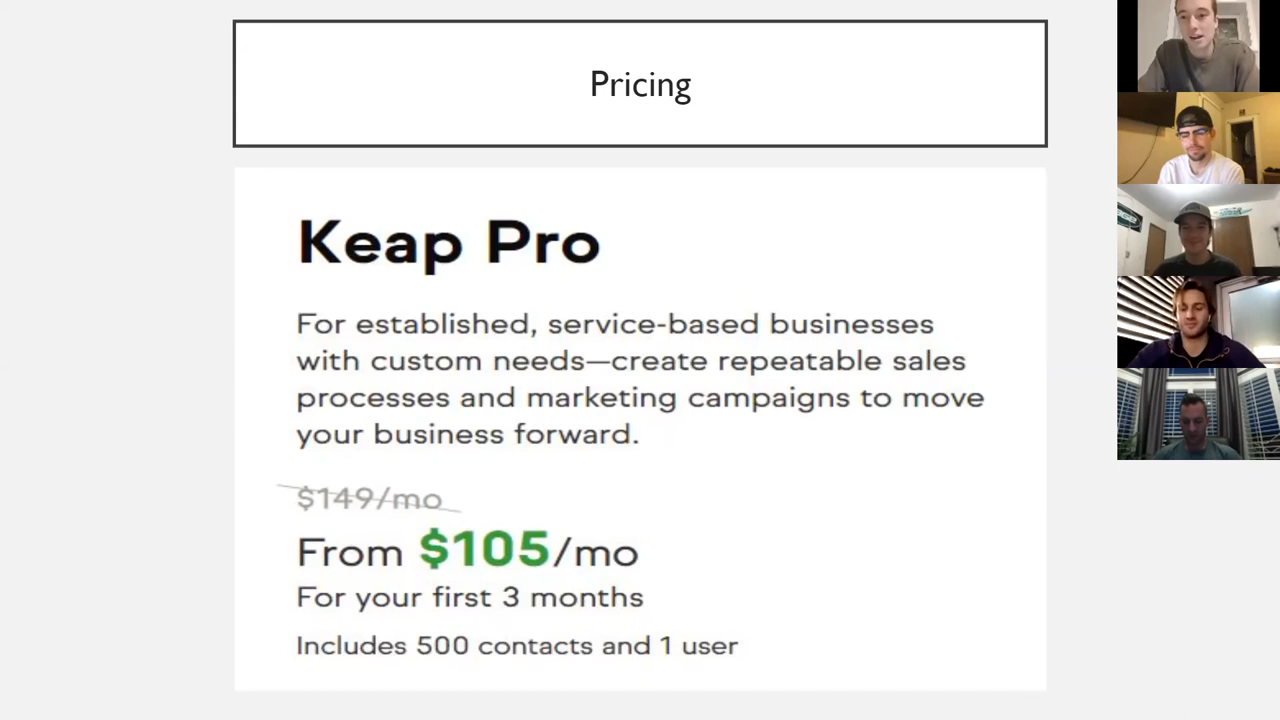 Pricing
Keap Pro
For established, service-based businesses
with custom needs—create repeatable sales
processes and marketing campaigns to move
your business forward.
$149/mo
From $105/mo
For your first 3 months
Includes 500 contacts and 1 user